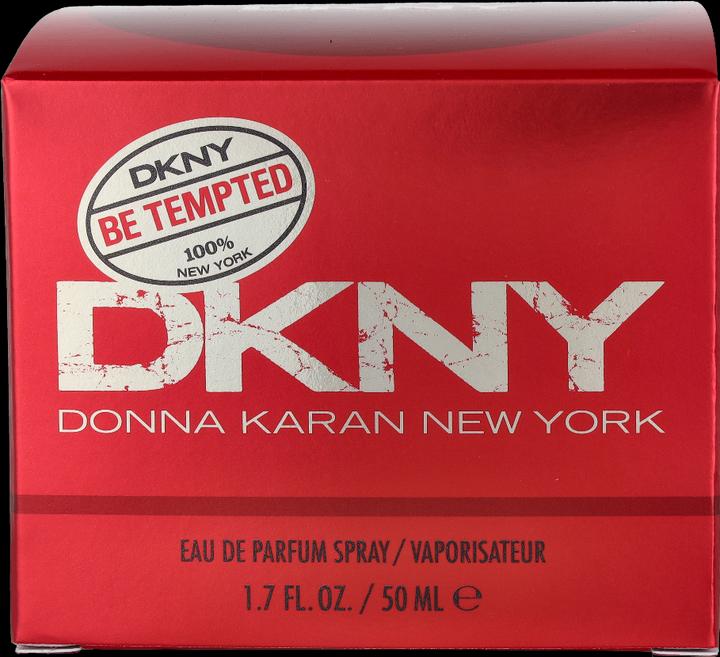 DKNY
BE TEMPTED
100%
NEW YORK
DKNY
DONNA KARAN NEW YORK
EAU DE PARFUM SPRAY / VAPORISATEUR
1.7 FL. OZ. / 50 ML ℮